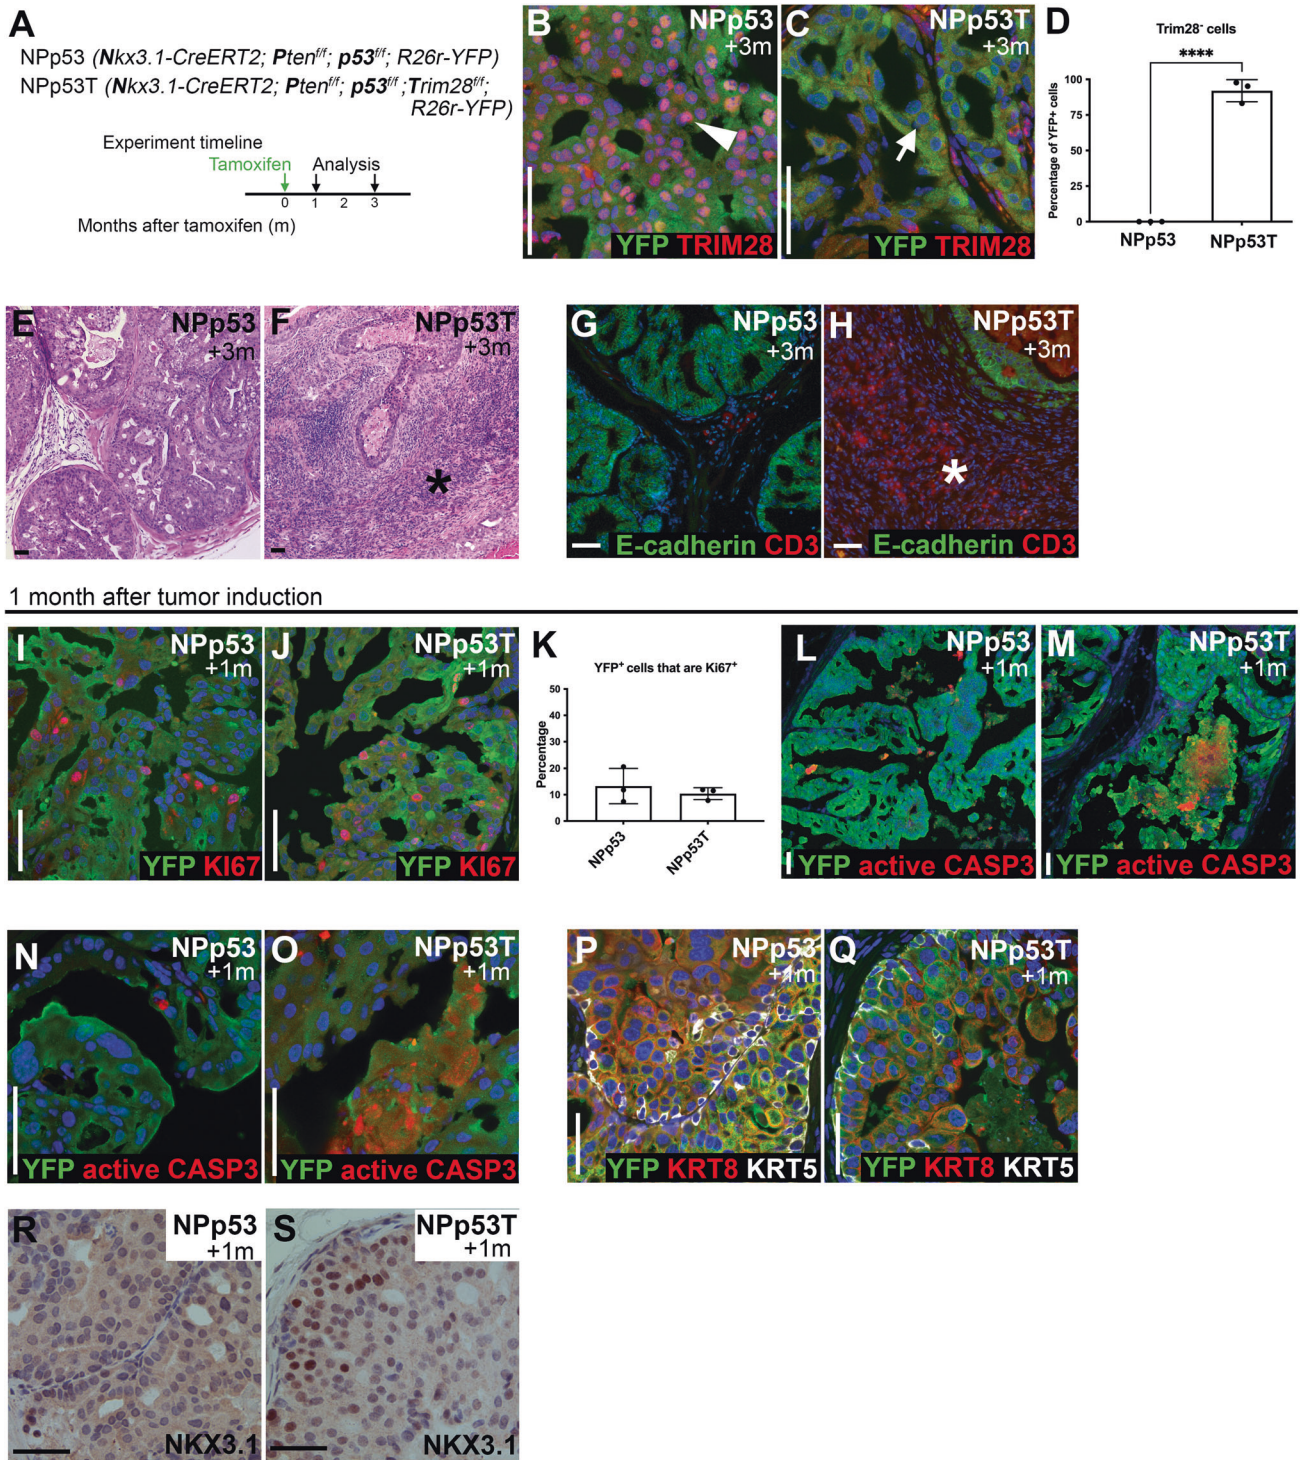 A
NPp53 (Nkx3.1-CreERT2; Ptenf/f; p53f/f; R26r-YFP)
NPp53T (Nkx3.1-CreERT2; Ptenf/f; p53f/f ;Trim28f/f;
R26r-YFP)
Experiment timeline
Tamoxifen Analysis
0 1 2 3
Months after tamoxifen (m)
B NPp53
+3m
YFP TRIM28
C NPp53T
+3m
YFP TRIM28
D
Trim28- cells
****
Percentage of YFP+ cells
100
75
50
25
0
NPp53 NPp53T
E NPp53
+3m
F NPp53T
+3m
*
G NPp53
+3m
E-cadherin CD3
H NPp53T
+3m
*
E-cadherin CD3
1 month after tumor induction
I NPp53
+1m
YFP KI67
J NPp53T
+1m
YFP KI67
K
YFP+ cells that are Ki67+
Percentage
50
40
30
20
10
0
NPp53 NPp53T
L NPp53
+1m
YFP active CASP3
M NPp53T
+1m
YFP active CASP3
N NPp53
+1m
YFP active CASP3
O NPp53T
+1m
YFP active CASP3
P NPp53
+1m
YFP KRT8 KRT5
Q NPp53T
+1m
YFP KRT8 KRT5
R NPp53
+1m
NKX3.1
S NPp53T
+1m
NKX3.1